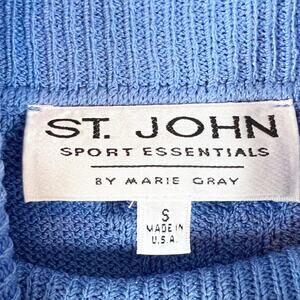 ST. JOHN
SPORT ESSENTIALS
BY MARIE GRAY
S
MADE IN
U.S.A.